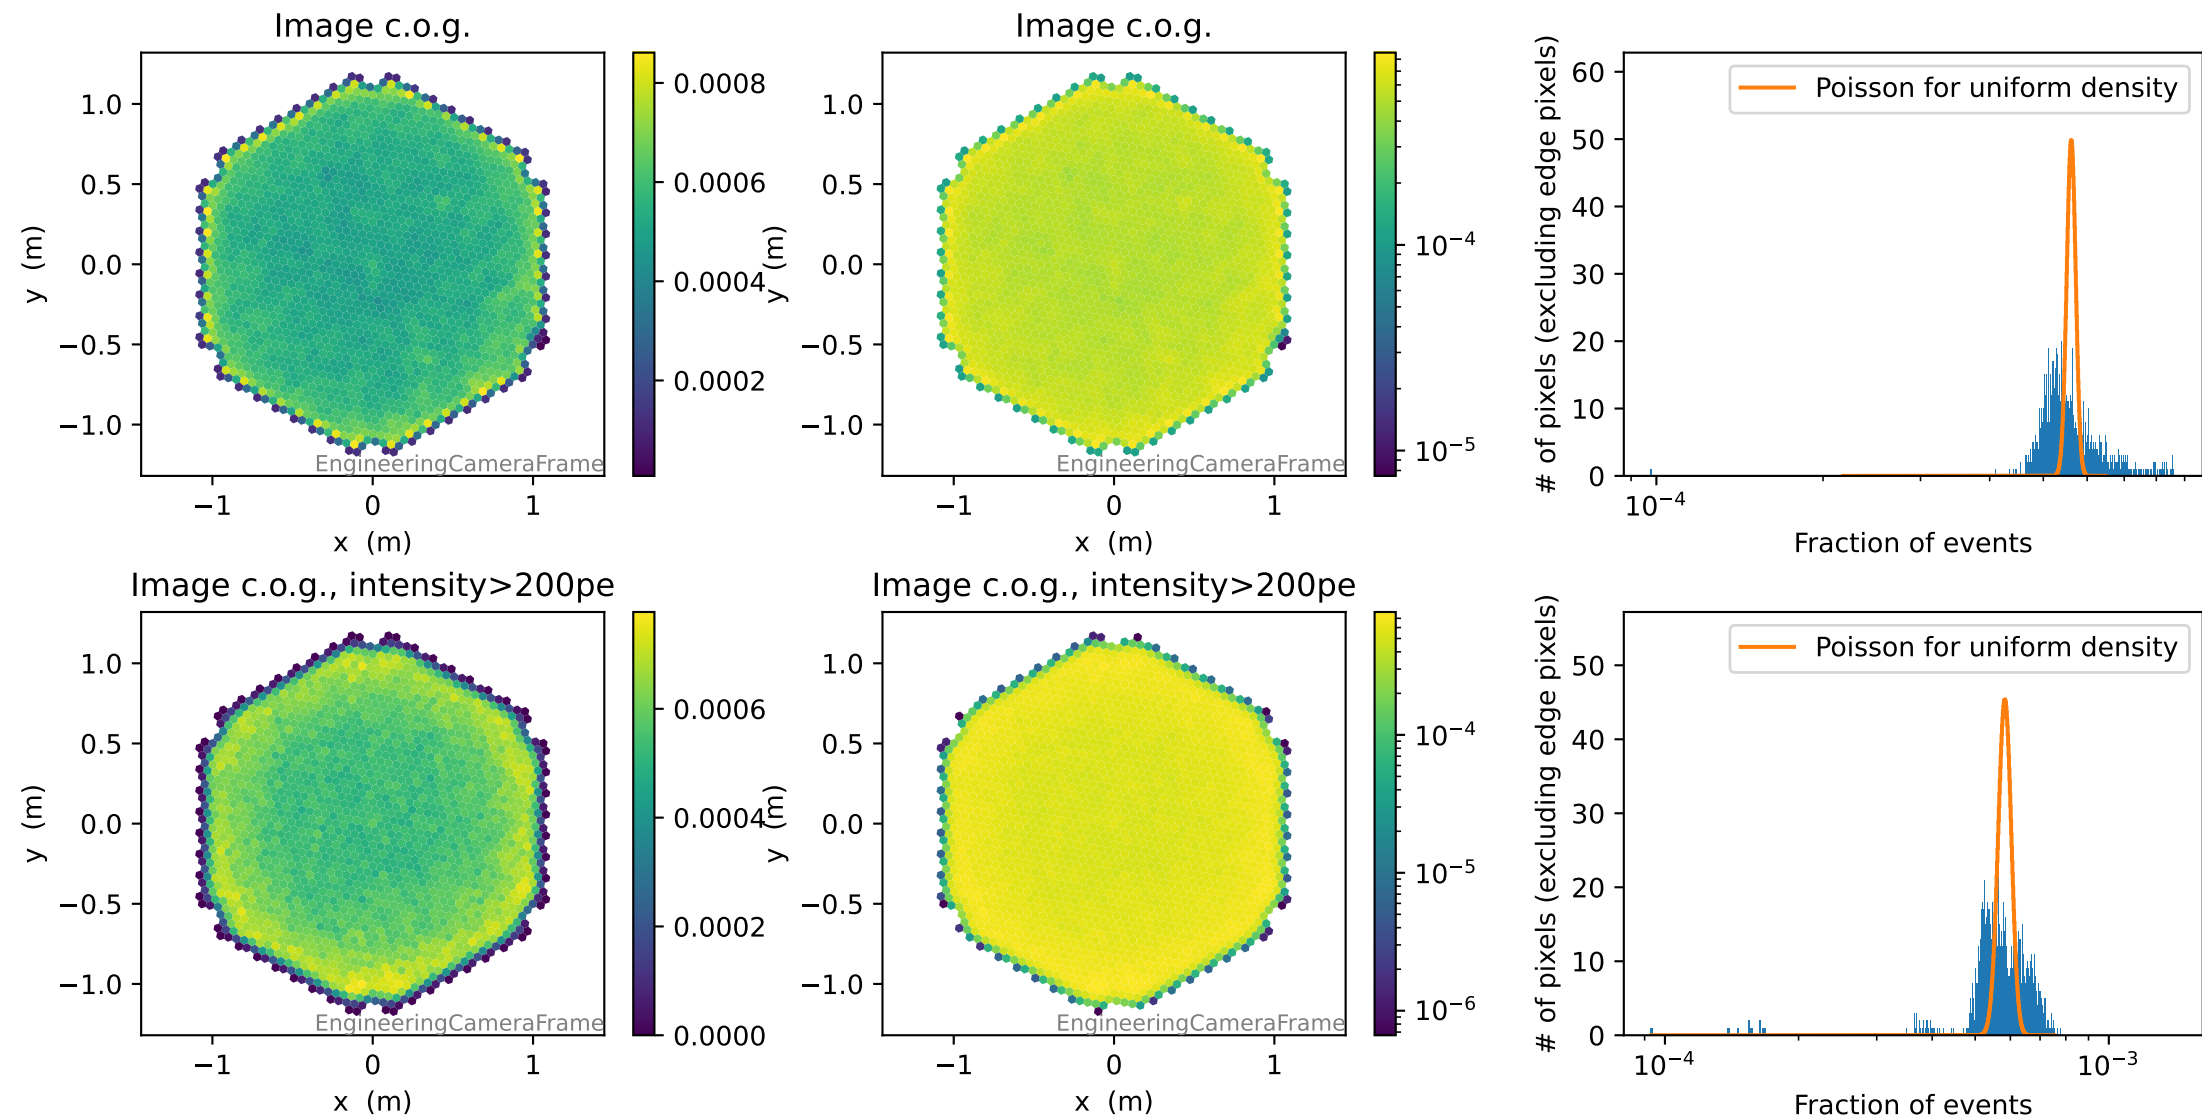 Image c.o.g.
1.0
0.5
0.0
−0.5
−1.0
y (m)
−1
0
1
x (m)
EngineeringCameraFrame
0.0008
0.0006
0.0004
0.0002
Image c.o.g.
1.0
0.5
0.0
−0.5
−1.0
y (m)
−1
0
1
x (m)
EngineeringCameraFrame
10⁻⁴
10⁻⁵
# of pixels (excluding edge pixels)
60
50
40
30
20
10
0
Poisson for uniform density
10⁻⁴
Fraction of events
Image c.o.g., intensity>200pe
1.0
0.5
0.0
−0.5
−1.0
y (m)
−1
0
1
x (m)
EngineeringCameraFrame
0.0006
0.0004
0.0002
0.0000
Image c.o.g., intensity>200pe
1.0
0.5
0.0
−0.5
−1.0
y (m)
−1
0
1
x (m)
EngineeringCameraFrame
10⁻⁴
10⁻⁵
10⁻⁶
# of pixels (excluding edge pixels)
50
40
30
20
10
0
Poisson for uniform density
10⁻⁴
10⁻³
Fraction of events